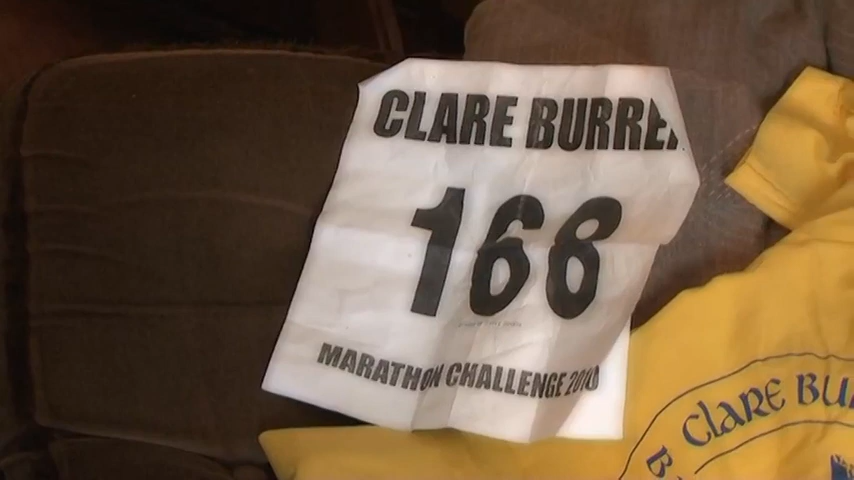 CLARE BURRE
168
MARATHON CHALLENGE 2010
CLARE BU